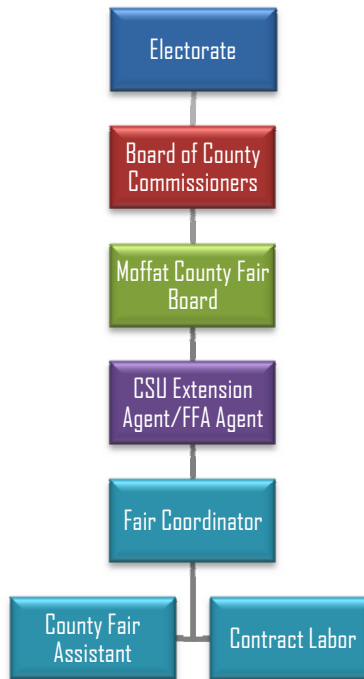 Electorate
Board of County
Commissioners
Moffat County Fair
Board
CSU Extension
Agent/FFA Agent
Fair Coordinator
County Fair
Assistant
Contract Labor